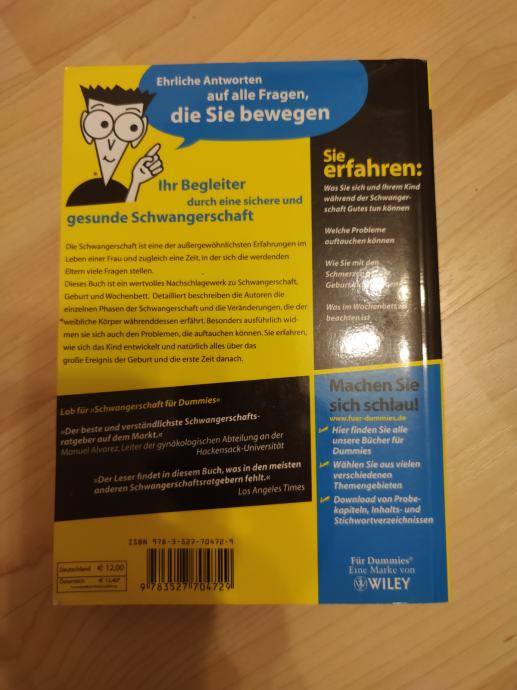 Ehrliche Antworten
auf alle Fragen,
die Sie bewegen
Ihr Begleiter
durch eine sichere und
gesunde Schwangerschaft
Die Schwangerschaft ist eine der außergewöhnlichsten Erfahrungen im
Leben einer Frau und zugleich eine Zeit, in der sich die werdenden
Eltern viele Fragen stellen.
Dieses Buch ist ein wertvolles Nachschlagewerk zu Schwangerschaft,
Geburt und Wochenbett. Detailliert beschreiben die Autoren die
einzelnen Phasen der Schwangerschaft und die Veränderungen, die der
weibliche Körper währenddessen erfährt. Besonders ausführlich wid-
men sie sich auch den Problemen, die auftauchen können. Sie erfahren,
wie sich das Kind entwickelt und natürlich alles über das
große Ereignis der Geburt und die erste Zeit danach.
Sie
erfahren:
Was Sie sich und Ihrem Kind
während der Schwanger-
schaft Gutes tun können
Welche Probleme
auftauchen können
Wie Sie mit den
Schmerzen
Geburt
Was im Wochenbett zu
beachten ist
Lob für »Schwangerschaft für Dummies«
»Der beste und verständlichste Schwangerschafts-
ratgeber auf dem Markt.«
Manuel Alvarez, Leiter der gynäkologischen Abteilung an der
Hackensack-Universität
»Der Leser findet in diesem Buch, was in den meisten
anderen Schwangerschaftsratgebern fehlt.«
Los Angeles Times
Machen Sie
sich schlau!
www.fuer-dummies.de
Hier finden Sie alle
unsere Bücher für
Dummies
Wählen Sie aus vielen
verschiedenen
Themengebieten
Download von Probe-
kapiteln, Inhalts- und
Stichwortverzeichnissen
ISBN 978-3-527-70472-9
Deutschland € 12,00
Österreich € 12,40*
9 783527 704729
Für Dummies®
Eine Marke von
WILEY